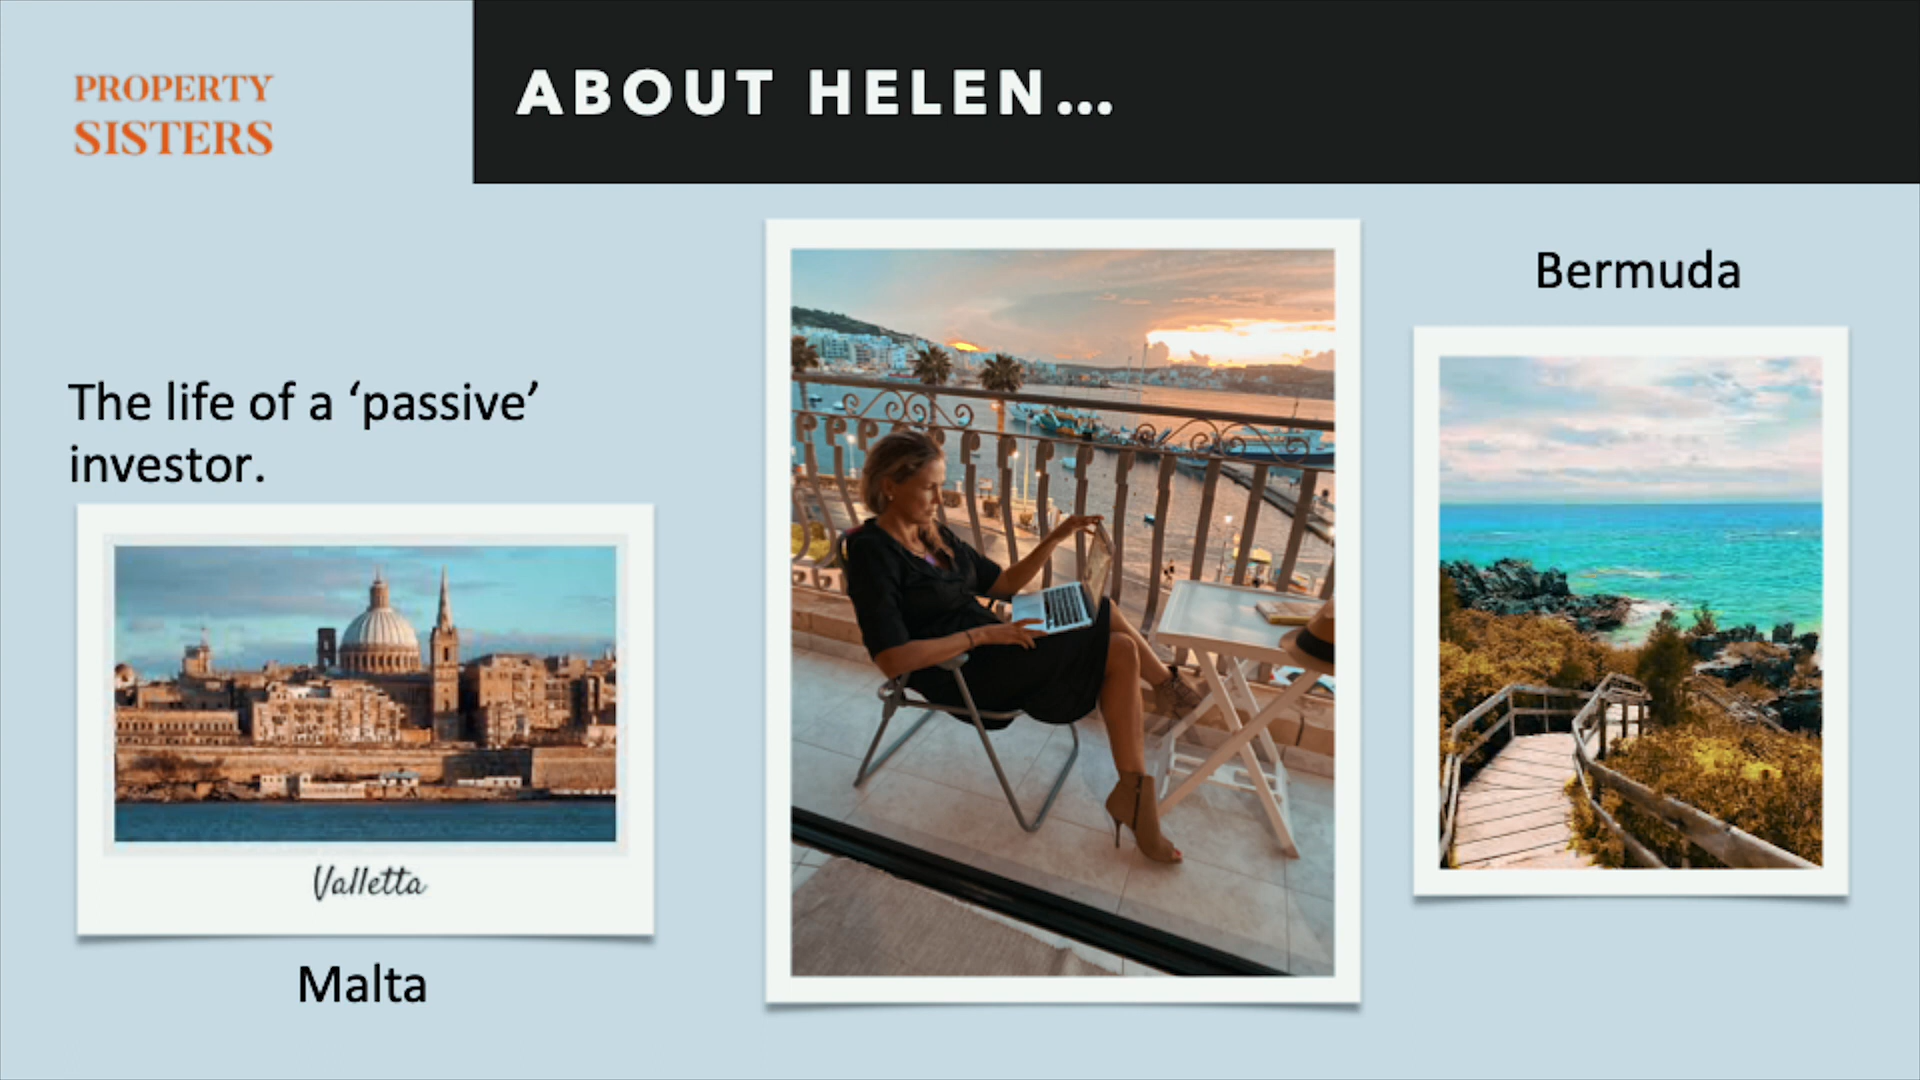 PROPERTY
SISTERS
ABOUT HELEN...
The life of a ‘passive’
investor.
Valletta
Malta
Bermuda